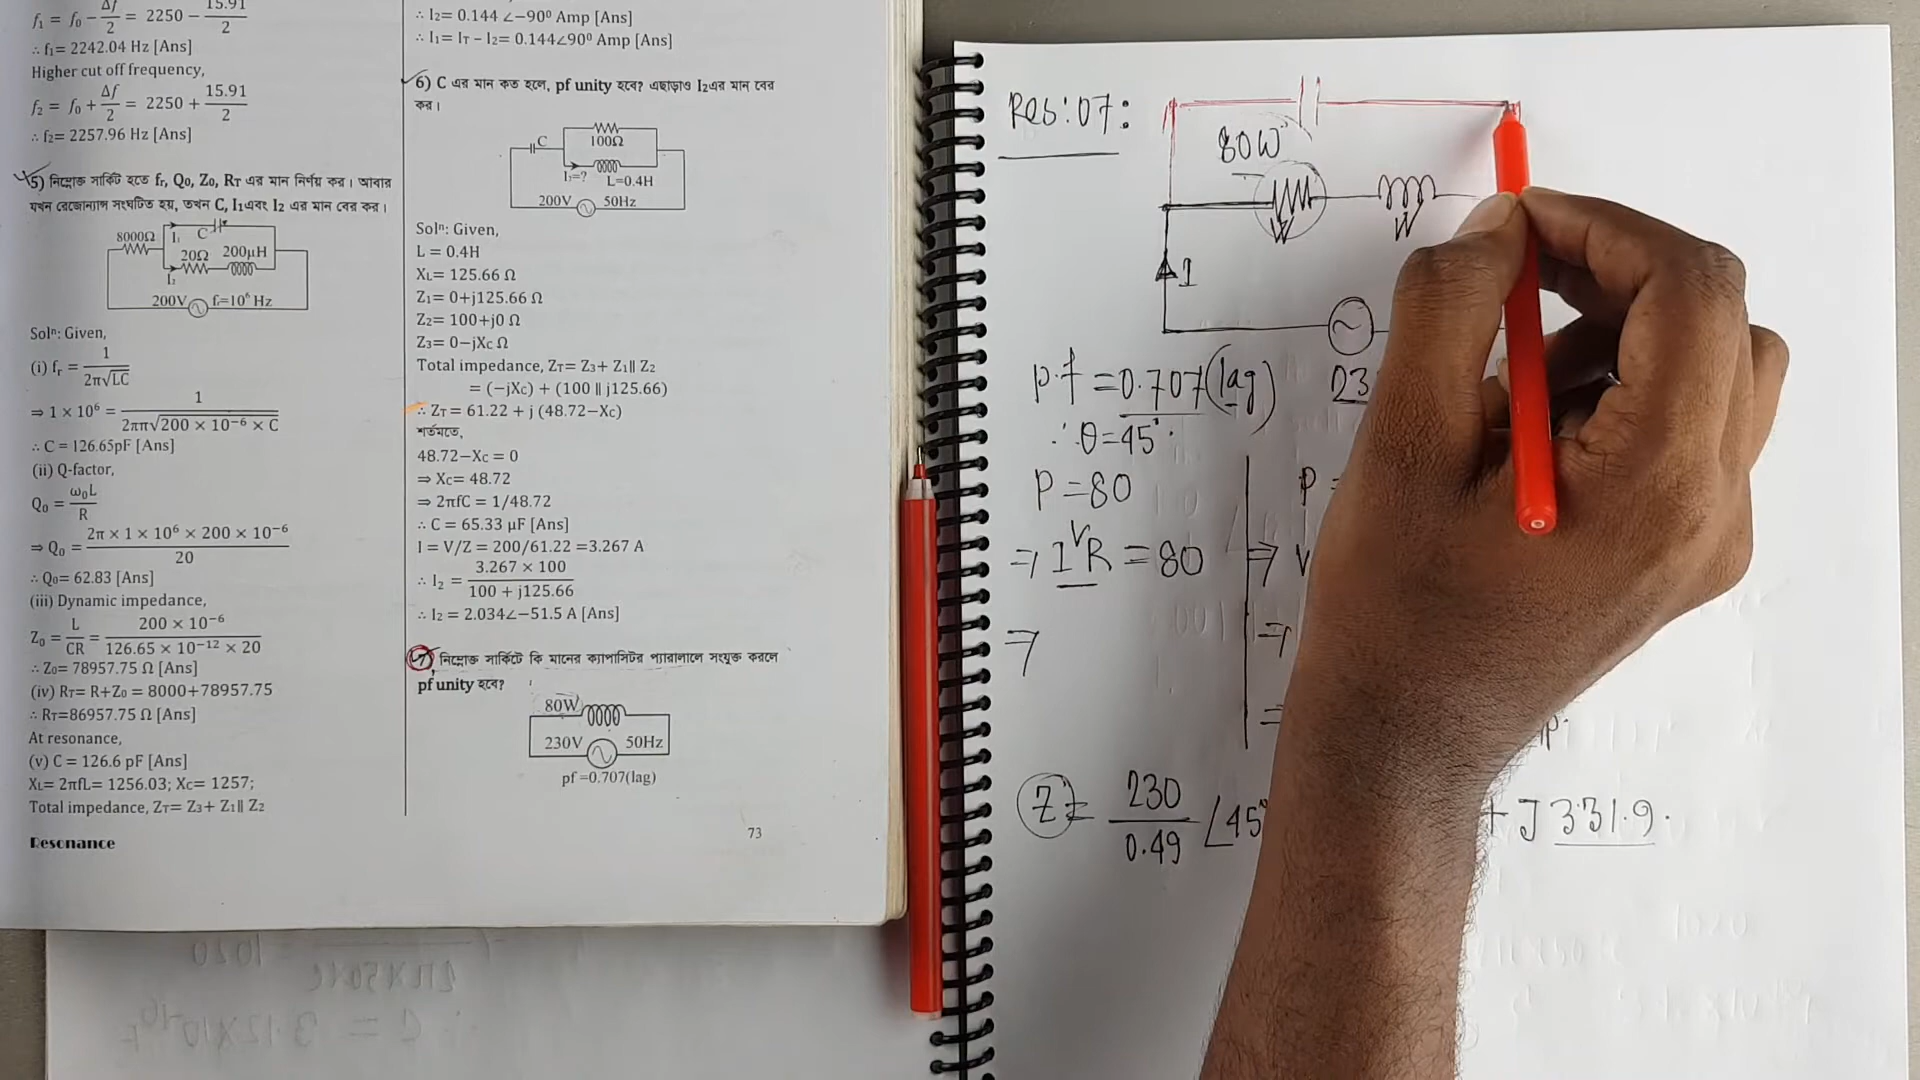 f₁ = f₀ − Δf/2 = 2250 − 15.91/2
∴ f₁= 2242.04 Hz [Ans]
Higher cut off frequency,
f₂ = f₀ + Δf/2 = 2250 + 15.91/2
∴ f₂= 2257.96 Hz [Ans]
5) নিম্নোক্ত সার্কিট হতে fr, Q₀, Z₀, RT এর মান নির্ণয় কর। আবার
যখন রেজোন্যান্স সংঘটিত হয়, তখন C, I₁এবং I₂ এর মান বের কর।
8000Ω I₁ C
20Ω 200μH
I₂
200V fr=10⁶ Hz
Solⁿ: Given,
(i) fr = 1/2π√LC
⇒ 1 × 10⁶ = 1/2ππ√200 × 10⁻⁶ × C
∴ C = 126.65pF [Ans]
(ii) Q-factor,
Q₀ = ω₀L/R
⇒ Q₀ = 2π × 1 × 10⁶ × 200 × 10⁻⁶/20
∴ Q₀= 62.83 [Ans]
(iii) Dynamic impedance,
Z₀ = L/CR = 200 × 10⁻⁶/126.65 × 10⁻¹² × 20
∴ Z₀= 78957.75 Ω [Ans]
(iv) RT= R+Z₀ = 8000+78957.75
∴ RT=86957.75 Ω [Ans]
At resonance,
(v) C = 126.6 pF [Ans]
XL= 2πfL= 1256.03; XC= 1257;
Total impedance, ZT= Z₃+ Z₁‖ Z₂
Resonance
∴ I₂= 0.144 ∠−90⁰ Amp [Ans]
∴ I₁= IT − I₂= 0.144∠90⁰ Amp [Ans]
6) C এর মান কত হলে, pf unity হবে? এছাড়াও I₂এর মান বের
কর।
C 100Ω
I₂=? L=0.4H
200V 50Hz
Solⁿ: Given,
L = 0.4H
XL= 125.66 Ω
Z₁= 0+j125.66 Ω
Z₂= 100+j0 Ω
Z₃= 0−jXC Ω
Total impedance, ZT= Z₃+ Z₁‖ Z₂
= (−jXC) + (100 ‖ j125.66)
∴ ZT= 61.22 + j (48.72−XC)
শর্তমতে,
48.72−XC = 0
⇒ XC= 48.72
⇒ 2πfC = 1/48.72
∴ C = 65.33 μF [Ans]
I = V/Z = 200/61.22 =3.267 A
∴ I₂ = 3.267 × 100/100 + j125.66
∴ I₂ = 2.034∠−51.5 A [Ans]
7) নিম্নোক্ত সার্কিটে কি মানের ক্যাপাসিটর প্যারালালে সংযুক্ত করলে
pf unity হবে?
80W
230V 50Hz
pf =0.707(lag)
73
Res: 07:
80W
I
p.f = 0.707 (lag) 23
∴ θ = 45°
P = 80
⇒ I²R = 80
⇒
P =
⇒ V
⇒
Z = 230/0.49 ∠45° + J 331.9.